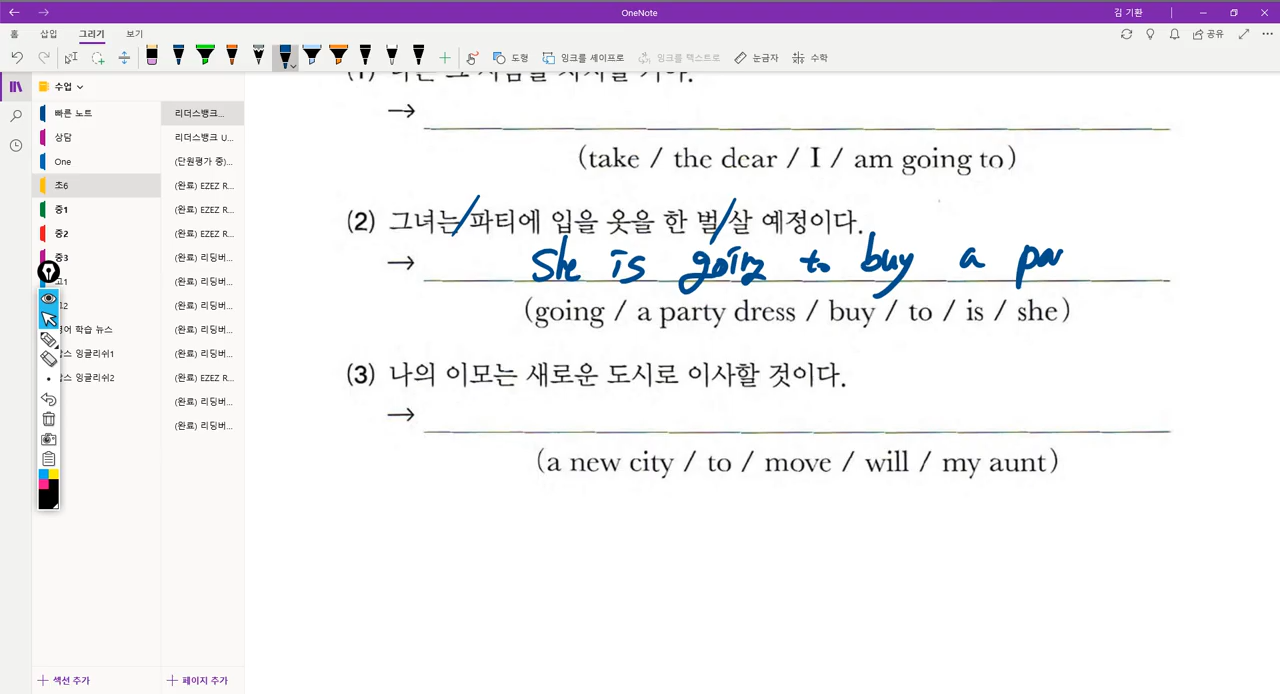 OneNote
김 기환
홈 삽입 그리기 보기
공유
도형 잉크를 셰이프로 잉크를 텍스트로 눈금자 수학
수업
빠른 노트
상담
One
초6
중1
중2
중3
고1
영어 학습 뉴스
잉글리쉬1
잉글리쉬2
리더스뱅크...
리더스뱅크 U...
(단원평가 중)...
(완료) EZEZ R...
(완료) EZEZ R...
(완료) EZEZ R...
(완료) 리딩버...
(완료) 리딩버...
(완료) 리딩버...
(완료) 리딩버...
(완료) 리딩버...
(완료) EZEZ R...
(완료) 리딩버...
(완료) 리딩버...
섹션 추가
페이지 추가
→
(take / the dear / I / am going to)
(2) 그녀는/파티에 입을 옷을 한 벌/살 예정이다.
→ She is going to buy a par
(going / a party dress / buy / to / is / she)
(3) 나의 이모는 새로운 도시로 이사할 것이다.
→
(a new city / to / move / will / my aunt)